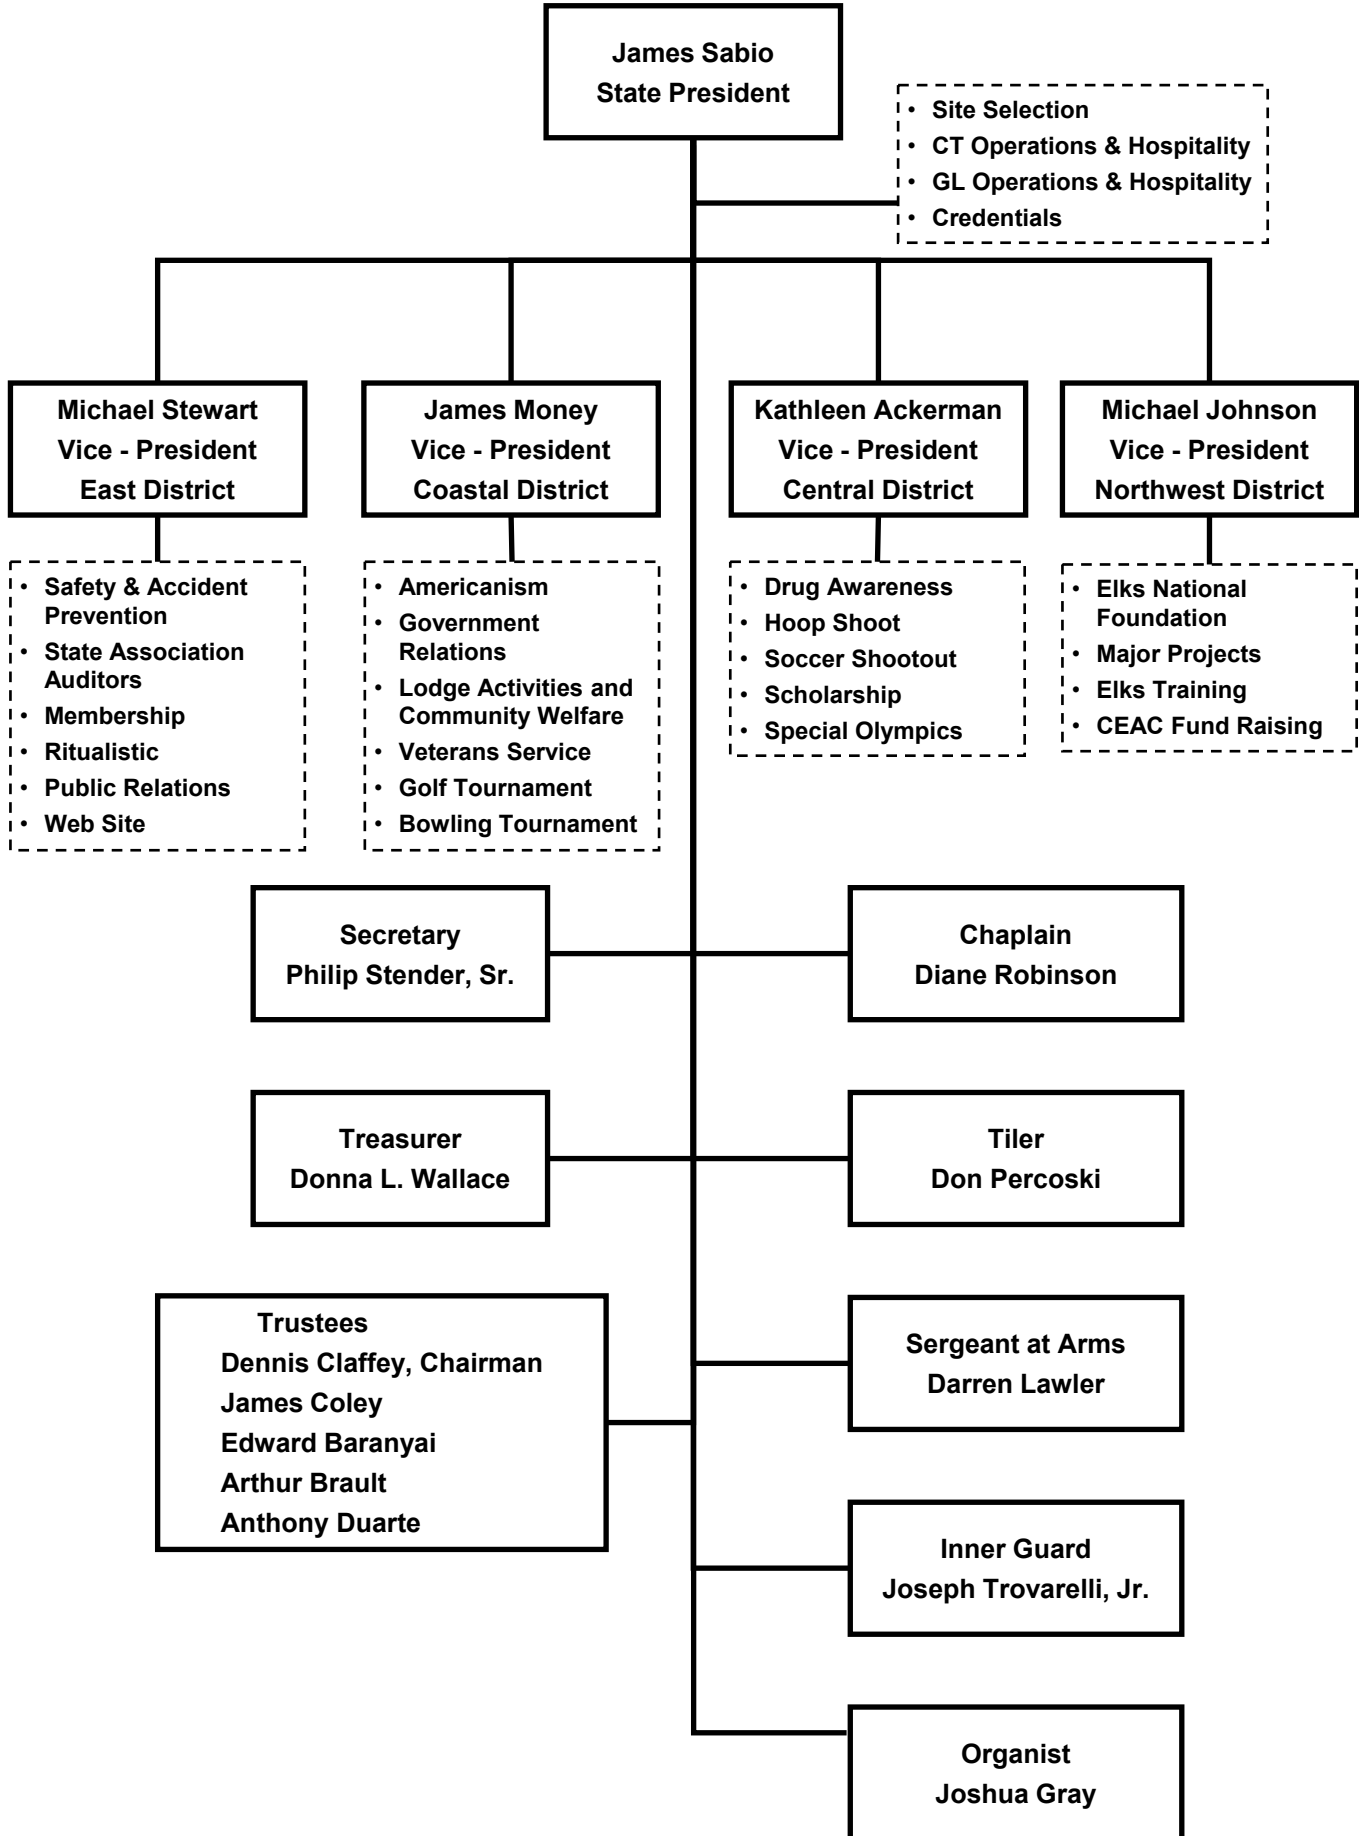 James Sabio
State President
• Site Selection
• CT Operations & Hospitality
• GL Operations & Hospitality
• Credentials
Michael Stewart
Vice - President
East District
James Money
Vice - President
Coastal District
Kathleen Ackerman
Vice - President
Central District
Michael Johnson
Vice - President
Northwest District
• Safety & Accident
Prevention
• State Association
Auditors
• Membership
• Ritualistic
• Public Relations
• Web Site
• Americanism
• Government
Relations
• Lodge Activities and
Community Welfare
• Veterans Service
• Golf Tournament
• Bowling Tournament
• Drug Awareness
• Hoop Shoot
• Soccer Shootout
• Scholarship
• Special Olympics
• Elks National
Foundation
• Major Projects
• Elks Training
• CEAC Fund Raising
Secretary
Philip Stender, Sr.
Chaplain
Diane Robinson
Treasurer
Donna L. Wallace
Tiler
Don Percoski
Trustees
Dennis Claffey, Chairman
James Coley
Edward Baranyai
Arthur Brault
Anthony Duarte
Sergeant at Arms
Darren Lawler
Inner Guard
Joseph Trovarelli, Jr.
Organist
Joshua Gray